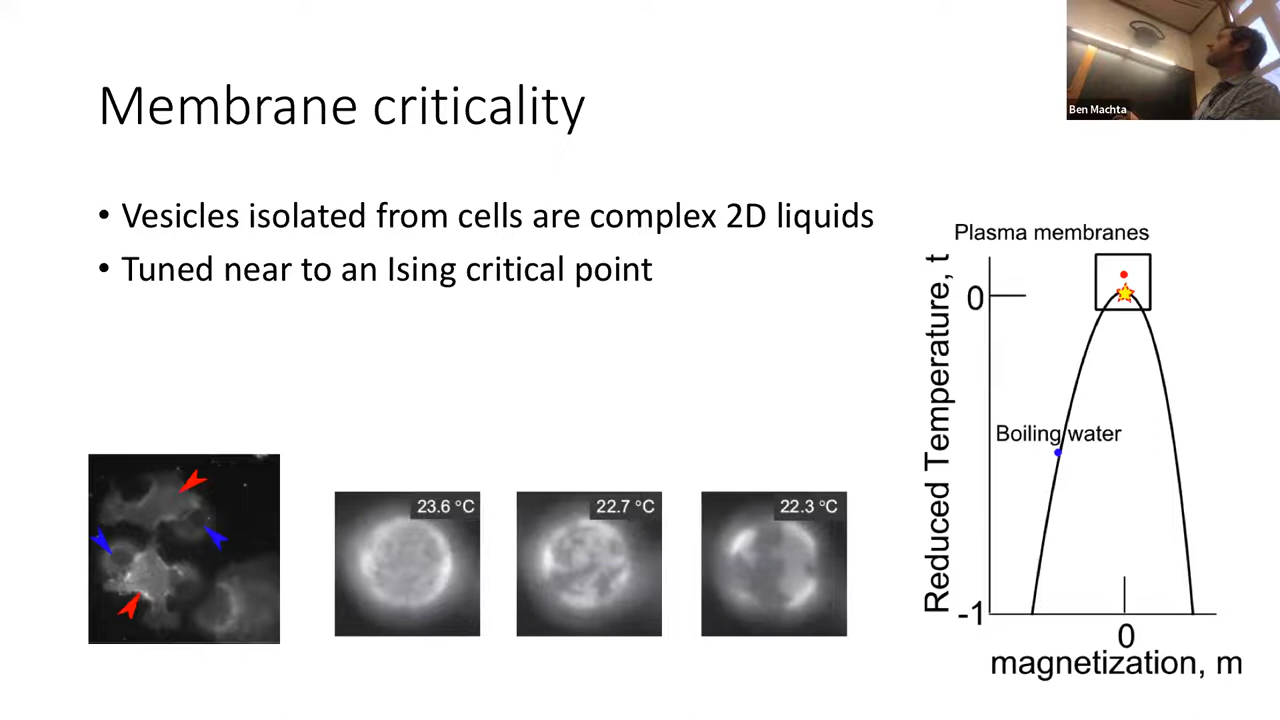 Ben Machta
Membrane criticality
• Vesicles isolated from cells are complex 2D liquids
• Tuned near to an Ising critical point
23.6 °C
22.7 °C
22.3 °C
Plasma membranes
Reduced Temperature, t
0
Boiling water
-1
0
magnetization, m